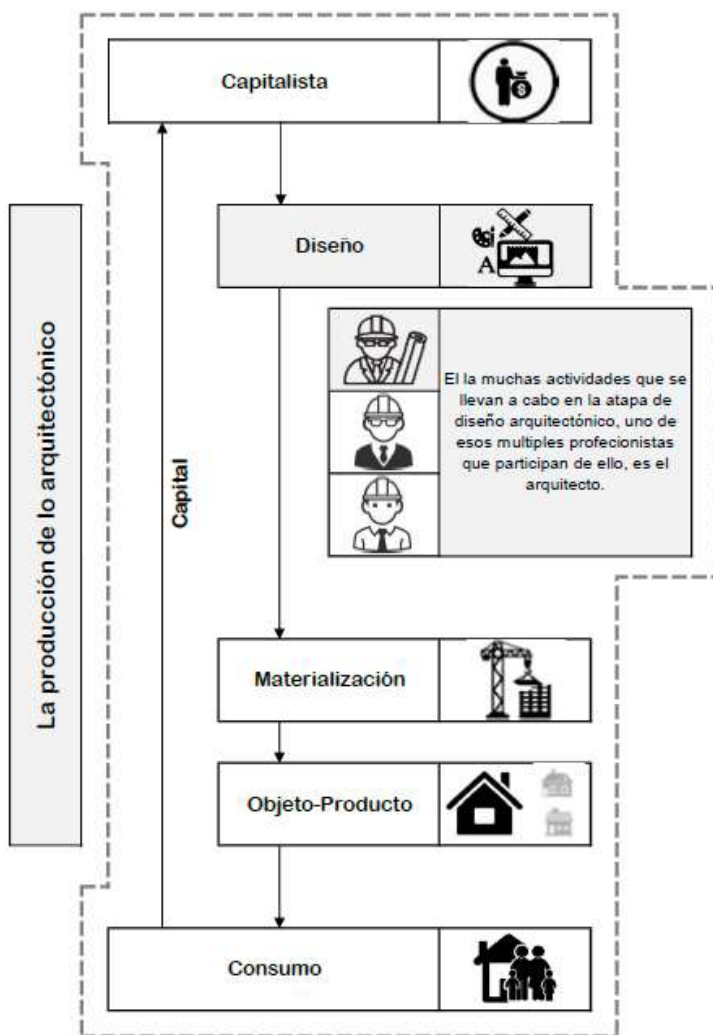 Capitalista
Diseño
A
La producción de lo arquitectónico
El la muchas actividades que se
llevan a cabo en la atapa de
diseño arquitectónico, uno de
esos multiples profecionistas
que participan de ello, es el
arquitecto.
Capital
Materialización
Objeto-Producto
Consumo